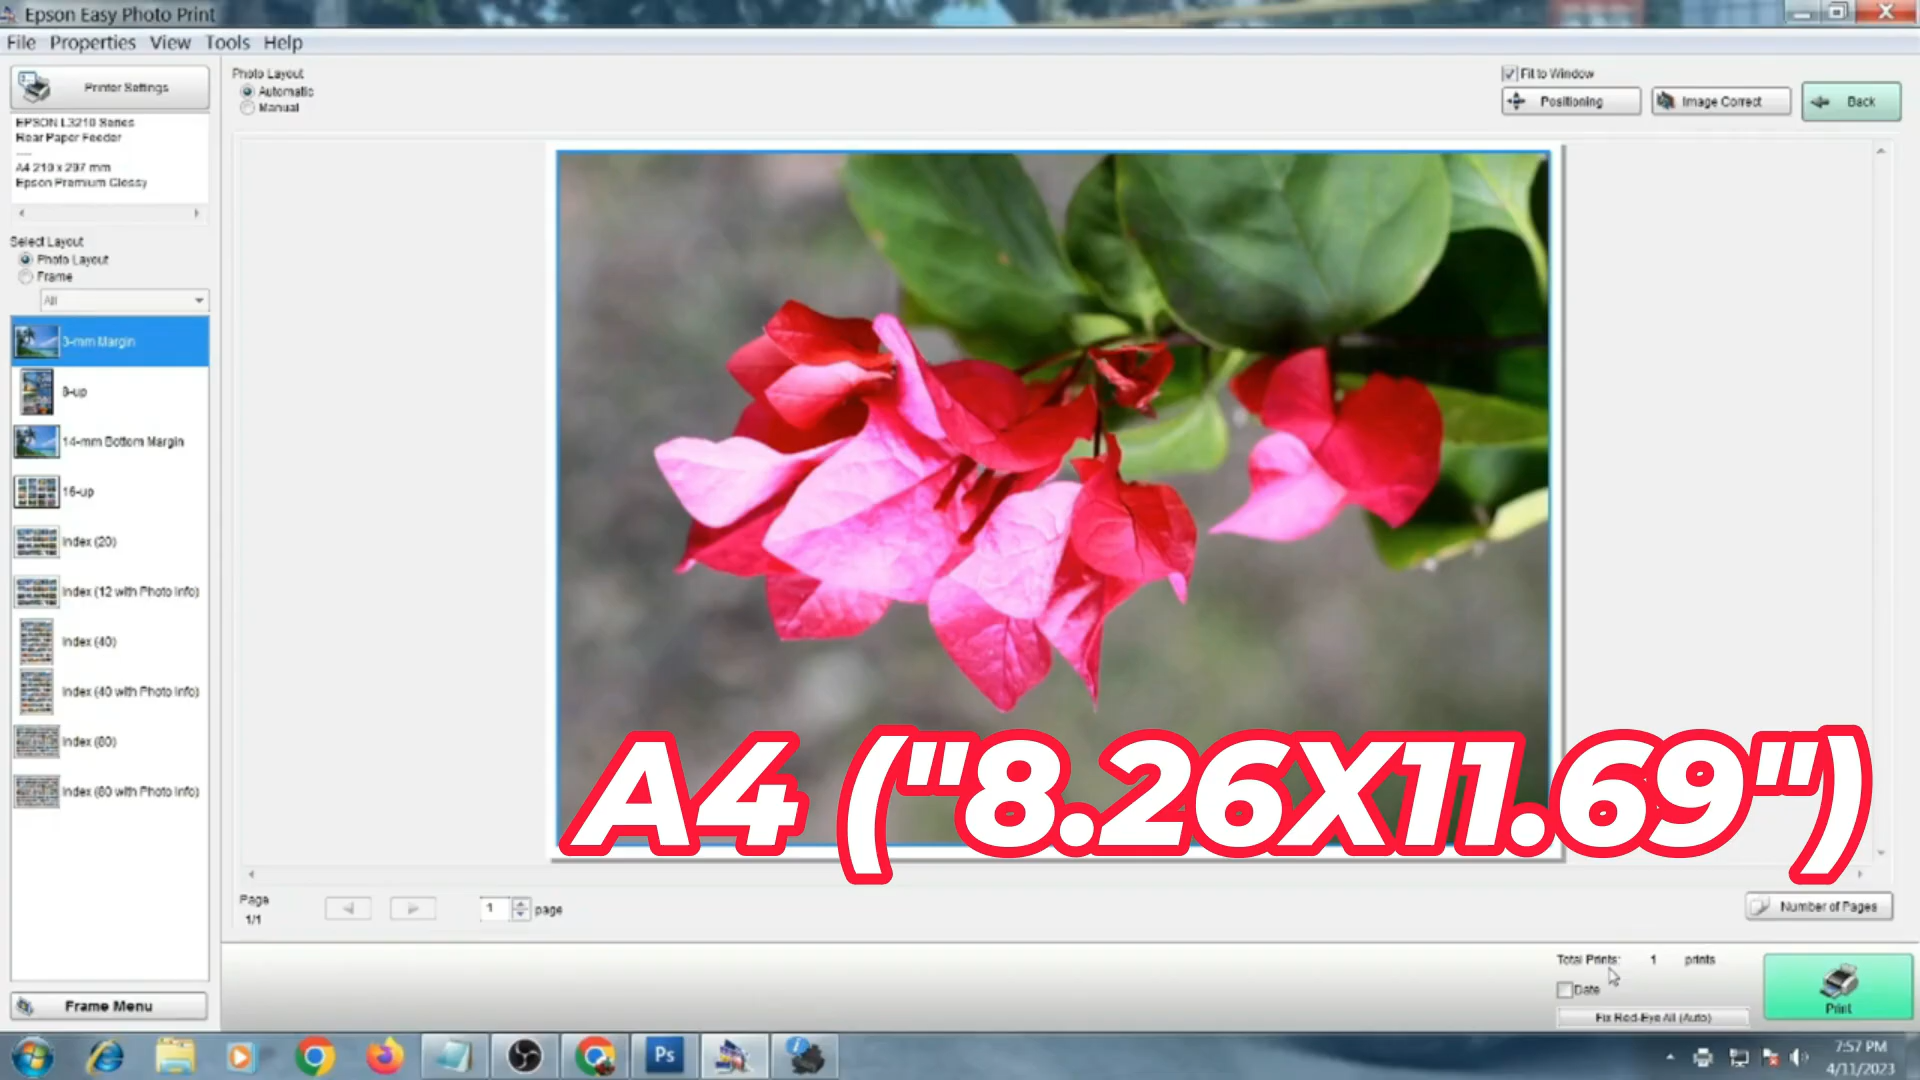 Epson Easy Photo Print
File Properties View Tools Help
Printer Settings
EPSON L3210 Series
Rear Paper Feeder
----
A4 210 x 297 mm
Epson Premium Glossy
Select Layout
Photo Layout
Frame
All
3-mm Margin
8-up
14-mm Bottom Margin
16-up
Index (20)
Index (12 with Photo Info)
Index (40)
Index (40 with Photo Info)
Index (80)
Index (80 with Photo Info)
Frame Menu
Photo Layout
Automatic
Manual
Fit to Window
Positioning
Image Correct
Back
A4 ("8.26X11.69")
Page
1/1
1 page
Number of Pages
Total Prints: 1 prints
Date
Fix Red-Eye All (Auto)
Print
Ps
7:57 PM
4/11/2023